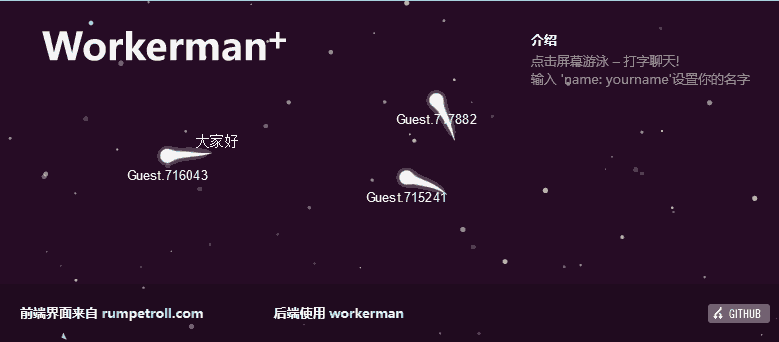 Workerman+
介绍
点击屏幕游泳 – 打字聊天!
输入 'name: yourname'设置你的名字
Guest.717882
大家好
Guest.716043
Guest.715241
前端界面来自 rumpetroll.com
后端使用 workerman
GITHUB